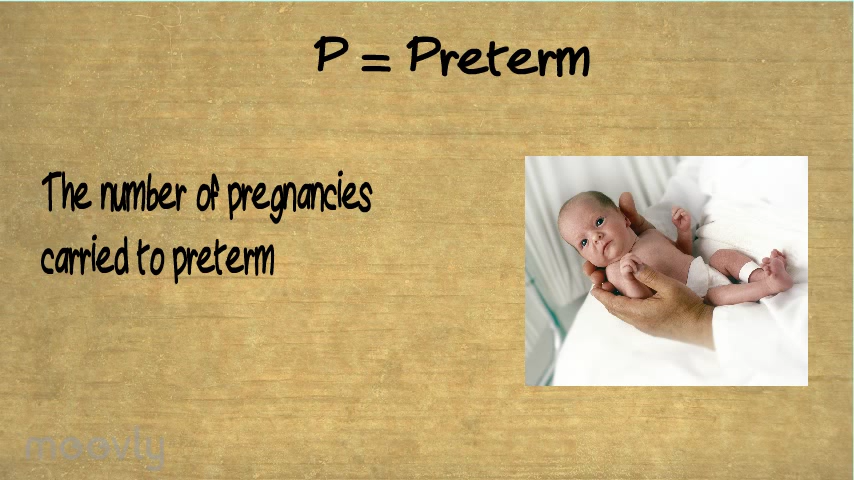 P = Preterm
The number of pregnancies
carried to preterm
moovly